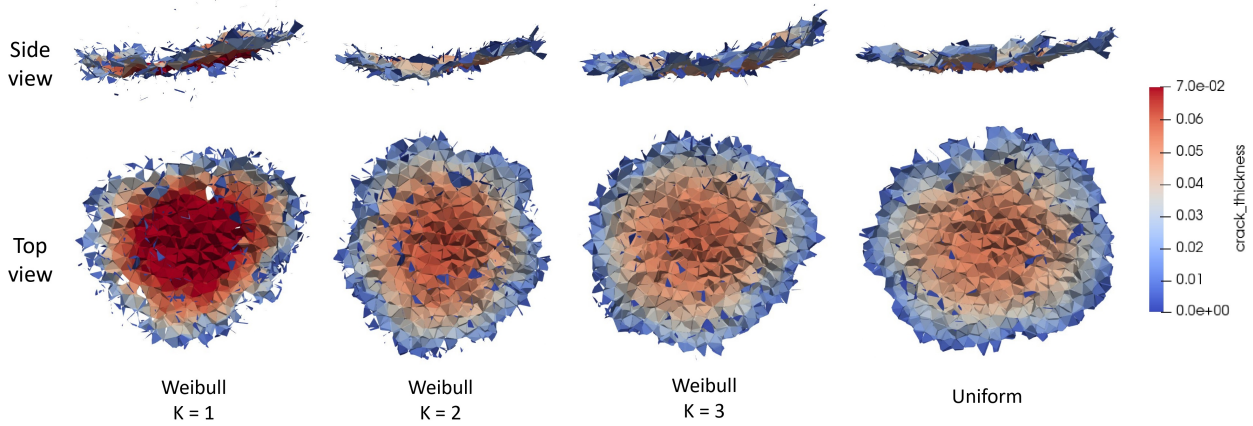 Side
view
Top
view
7.0e-02
0.06
0.05
0.04
0.03
0.02
0.01
0.0e+00
crack_thickness
Weibull
K = 1
Weibull
K = 2
Weibull
K = 3
Uniform